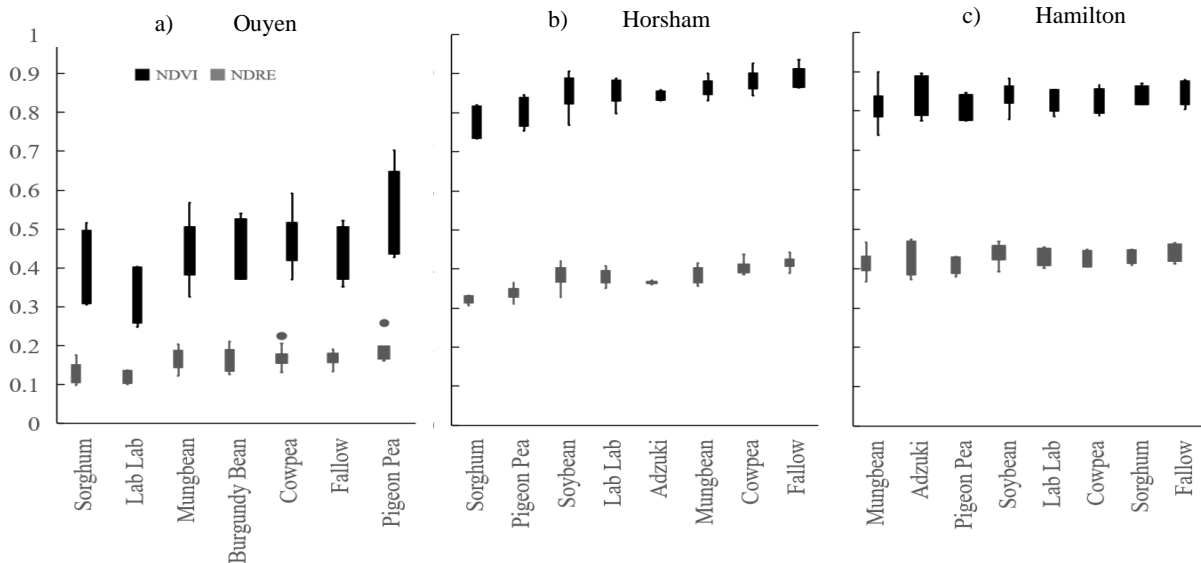 a) Ouyen
b) Horsham
c) Hamilton
1
0.9
0.8
0.7
0.6
0.5
0.4
0.3
0.2
0.1
0
NDVI NDRE
Sorghum
Lab Lab
Mungbean
Burgundy Bean
Cowpea
Fallow
Pigeon Pea
Sorghum
Pigeon Pea
Soybean
Lab Lab
Adzuki
Mungbean
Cowpea
Fallow
Mungbean
Adzuki
Pigeon Pea
Soybean
Lab Lab
Cowpea
Sorghum
Fallow